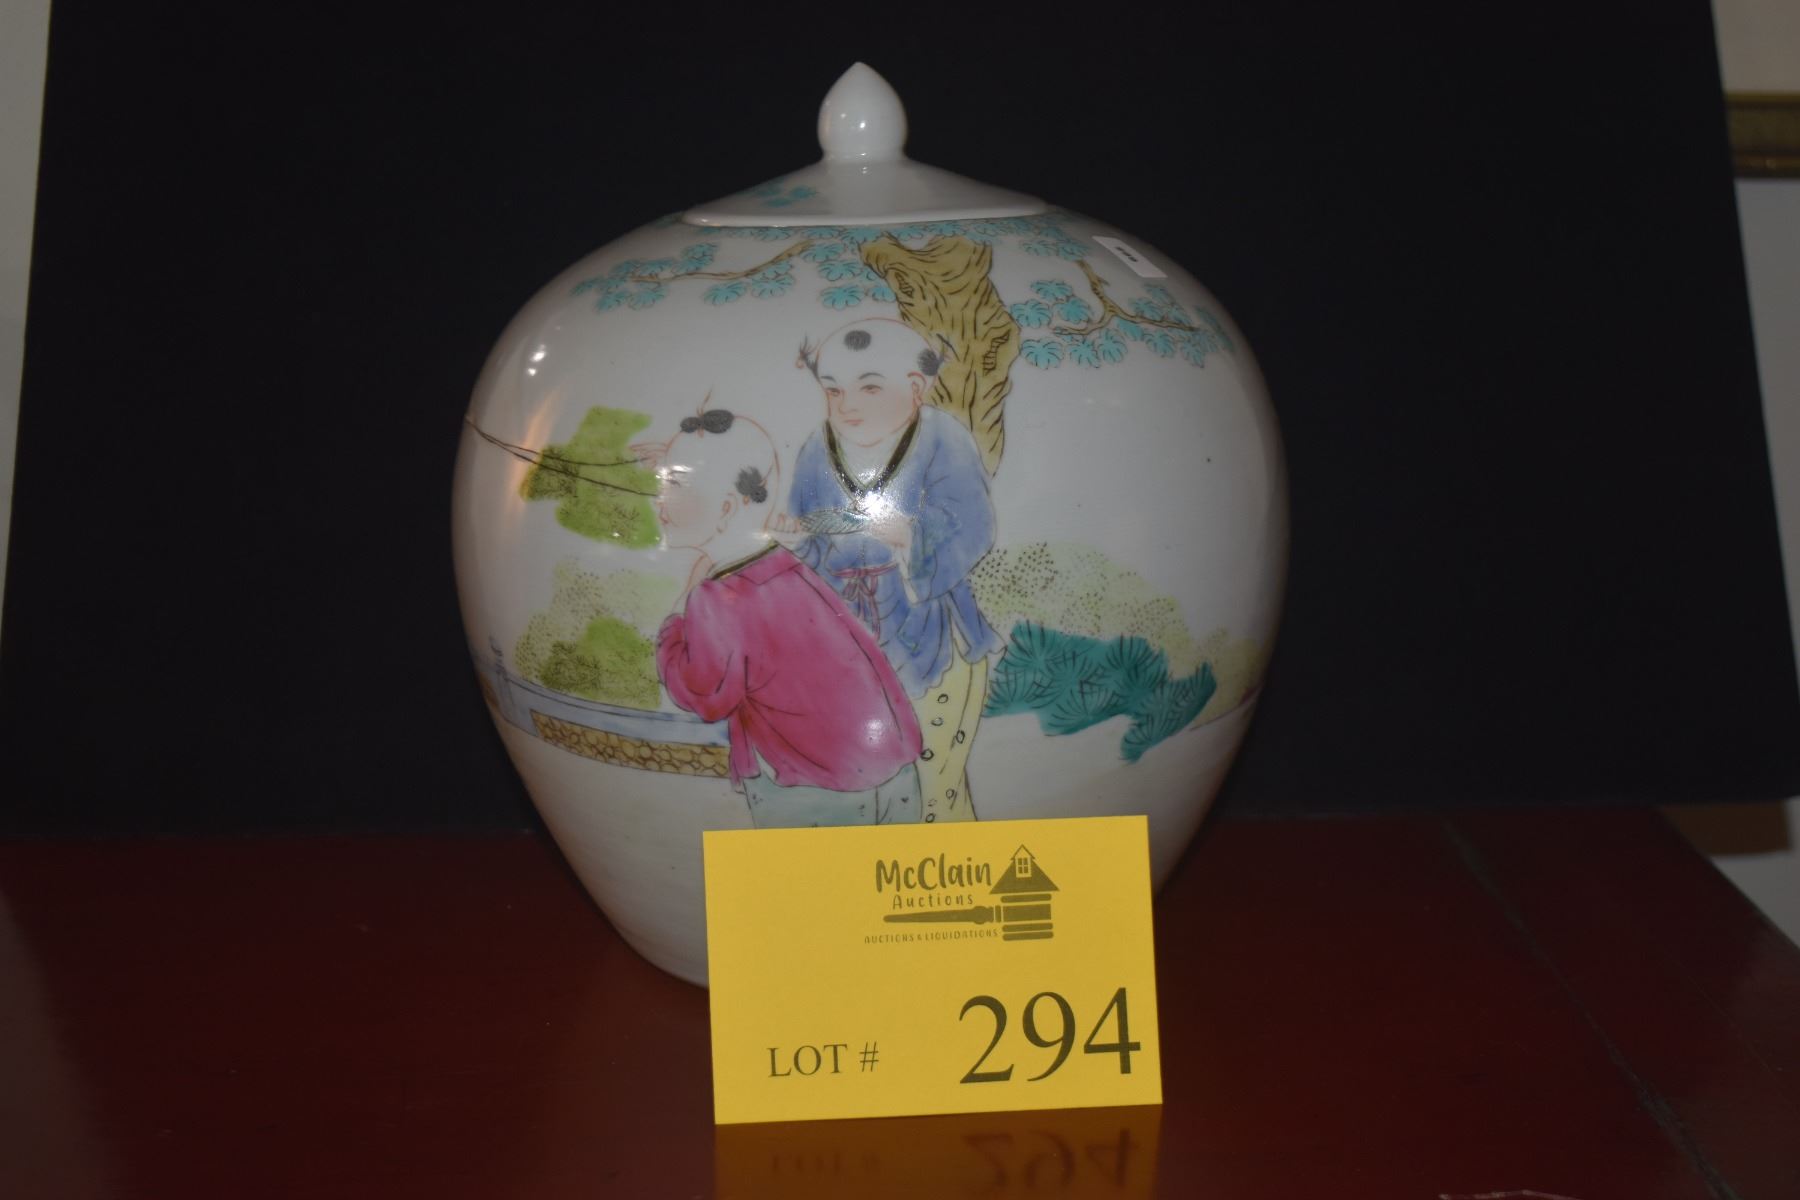 McClain
Auctions
AUCTIONS & LIQUIDATIONS
LOT # 294